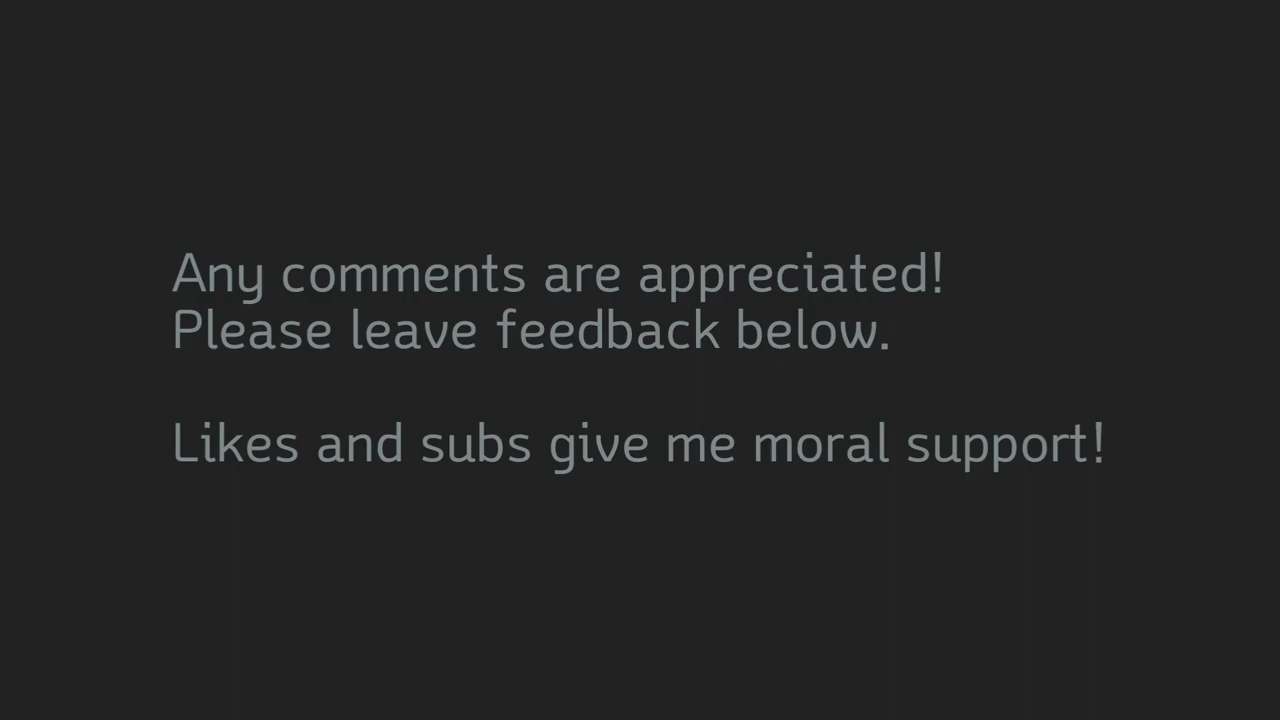 Any comments are appreciated!
Please leave feedback below.
Likes and subs give me moral support!